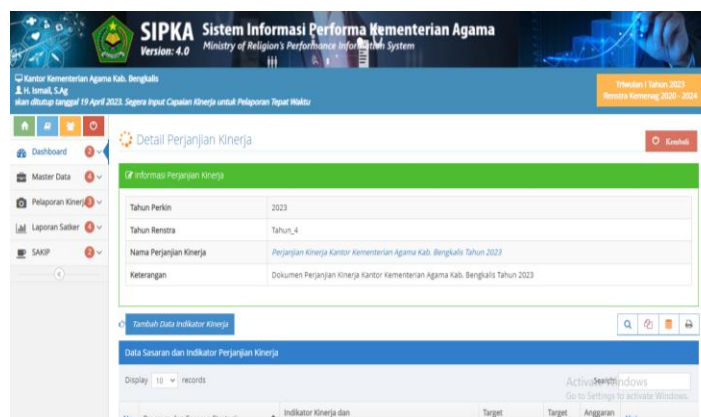 SIPKA Sistem Informasi Performa Kementerian Agama
Version: 4.0 Ministry of Religion's Performance Information System
Kantor Kementerian Agama Kab. Bengkalis
H. Ismail, S.Ag
akan ditutup tanggal 19 April 2023. Segera Input Capaian Kinerja untuk Pelaporan Tepat Waktu
Triwulan I Tahun 2023
Renstra Kemenag 2020 - 2024
Dashboard 2
Master Data 4
Pelaporan Kinerj 3
Laporan Satker 4
SAKIP 2
Detail Perjanjian Kinerja
Kembali
Informasi Perjanjian Kinerja
Tahun Perkin 2023
Tahun Renstra Tahun_4
Nama Perjanjian Kinerja Perjanjian Kinerja Kantor Kementerian Agama Kab. Bengkalis Tahun 2023
Keterangan Dokumen Perjanjian Kinerja Kantor Kementerian Agama Kab. Bengkalis Tahun 2023
Tambah Data Indikator Kinerja
Data Sasaran dan Indikator Perjanjian Kinerja
Display 10 records
Search:
Activate Windows
Go to Settings to activate Windows.
Indikator Kinerja dan Target Target Anggaran